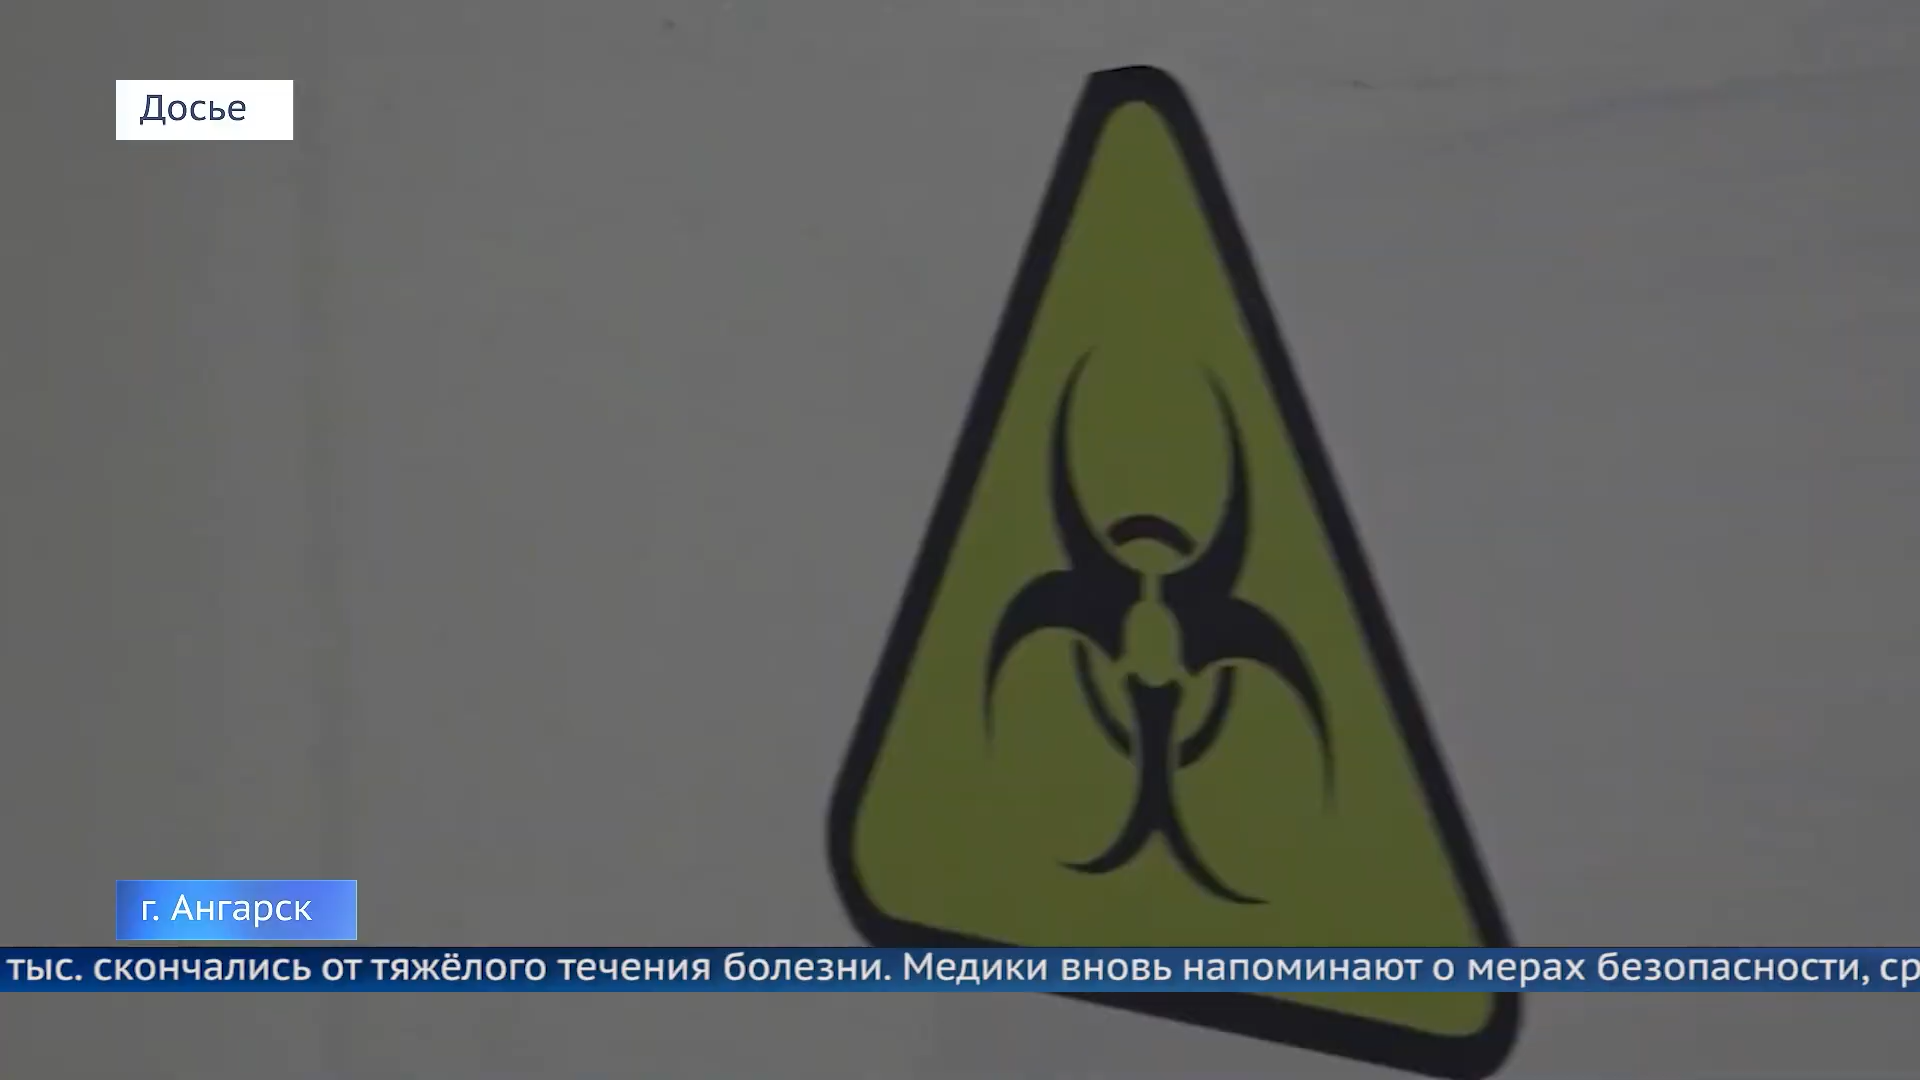 Досье
г. Ангарск
тыс. скончались от тяжёлого течения болезни. Медики вновь напоминают о мерах безопасности, ср